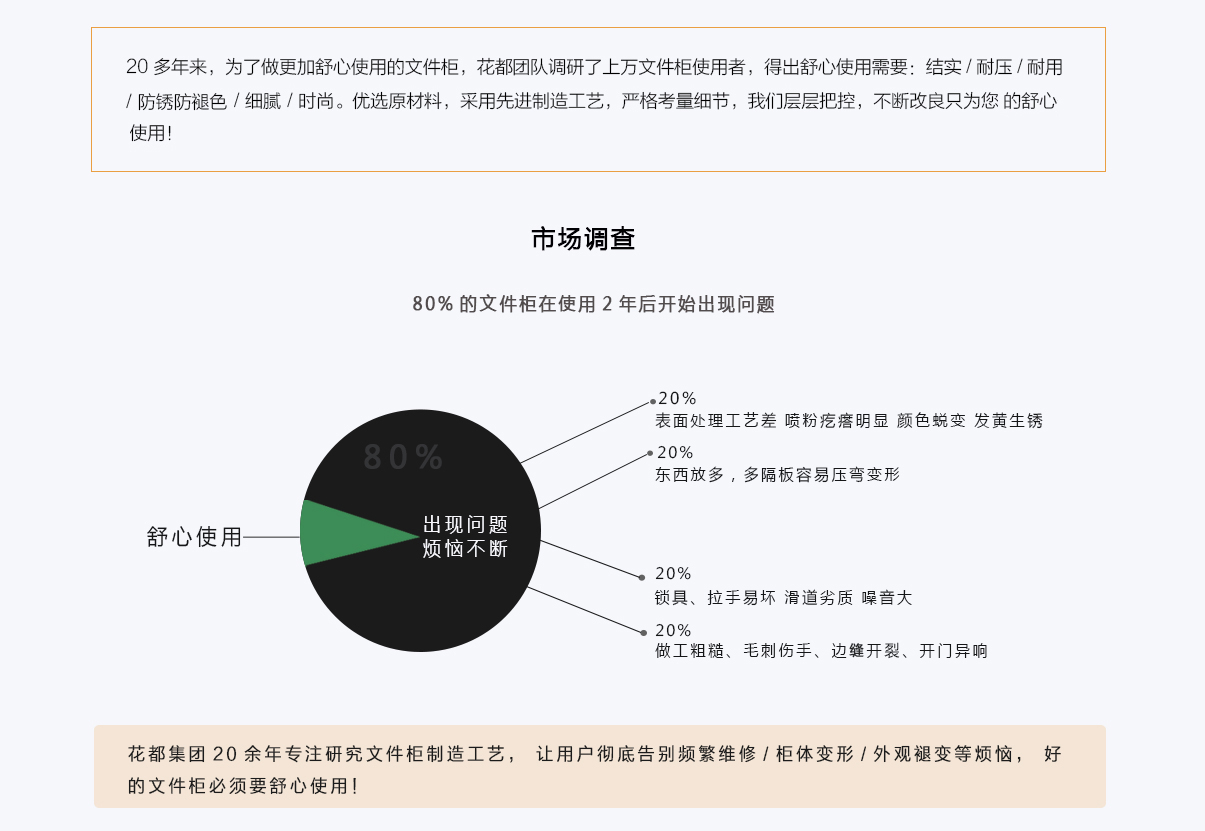 20 多年来，为了做更加舒心使用的文件柜，花都团队调研了上万文件柜使用者，得出舒心使用需要：结实 / 耐压 / 耐用
/ 防锈防褪色 / 细腻 / 时尚。优选原材料，采用先进制造工艺，严格考量细节，我们层层把控，不断改良只为您 的舒心
使用！
市场调查
80% 的文件柜在使用 2 年后开始出现问题
20%
表面处理工艺差 喷粉疙瘩明显 颜色蜕变 发黄生锈
80%
20%
东西放多，多隔板容易压弯变形
舒心使用
出现问题
烦恼不断
20%
锁具、拉手易坏 滑道劣质 噪音大
20%
做工粗糙、毛刺伤手、边缝开裂、开门异响
花都集团 20 余年专注研究文件柜制造工艺， 让用户彻底告别频繁维修 / 柜体变形 / 外观褪变等烦恼， 好
的文件柜必须要舒心使用！